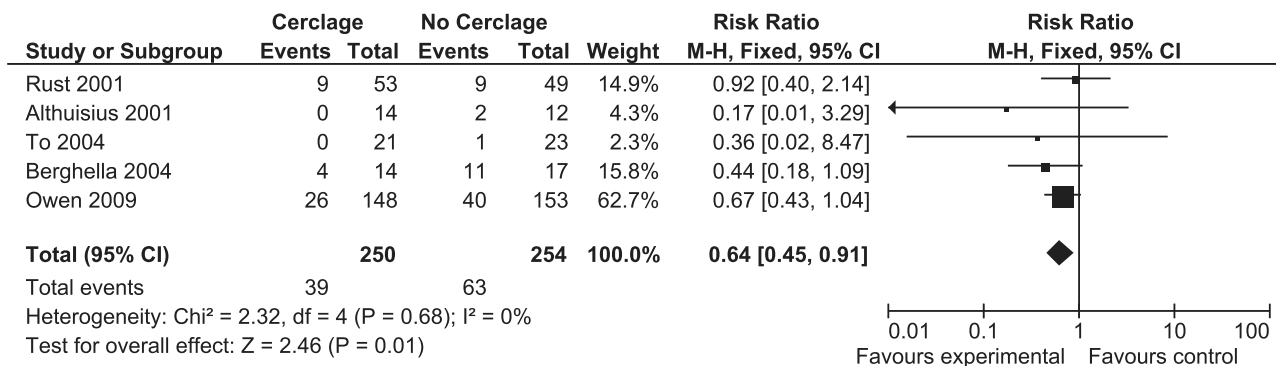 Cerclage No Cerclage Risk Ratio Risk Ratio
Study or Subgroup Events Total Events Total Weight M-H, Fixed, 95% CI M-H, Fixed, 95% CI
Rust 2001 9 53 9 49 14.9% 0.92 [0.40, 2.14]
Althuisius 2001 0 14 2 12 4.3% 0.17 [0.01, 3.29]
To 2004 0 21 1 23 2.3% 0.36 [0.02, 8.47]
Berghella 2004 4 14 11 17 15.8% 0.44 [0.18, 1.09]
Owen 2009 26 148 40 153 62.7% 0.67 [0.43, 1.04]
Total (95% CI) 250 254 100.0% 0.64 [0.45, 0.91]
Total events 39 63
Heterogeneity: Chi² = 2.32, df = 4 (P = 0.68); I² = 0%
Test for overall effect: Z = 2.46 (P = 0.01)
0.01 0.1 1 10 100
Favours experimental Favours control